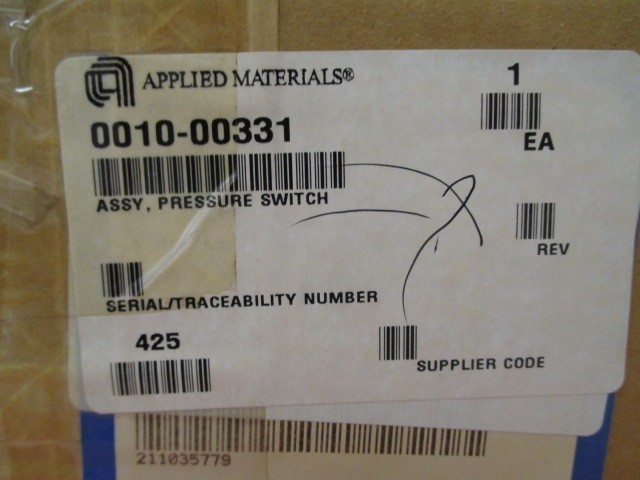 APPLIED MATERIALS®
1
0010-00331
EA
ASSY, PRESSURE SWITCH
REV
SERIAL/TRACEABILITY NUMBER
425
SUPPLIER CODE
211035779